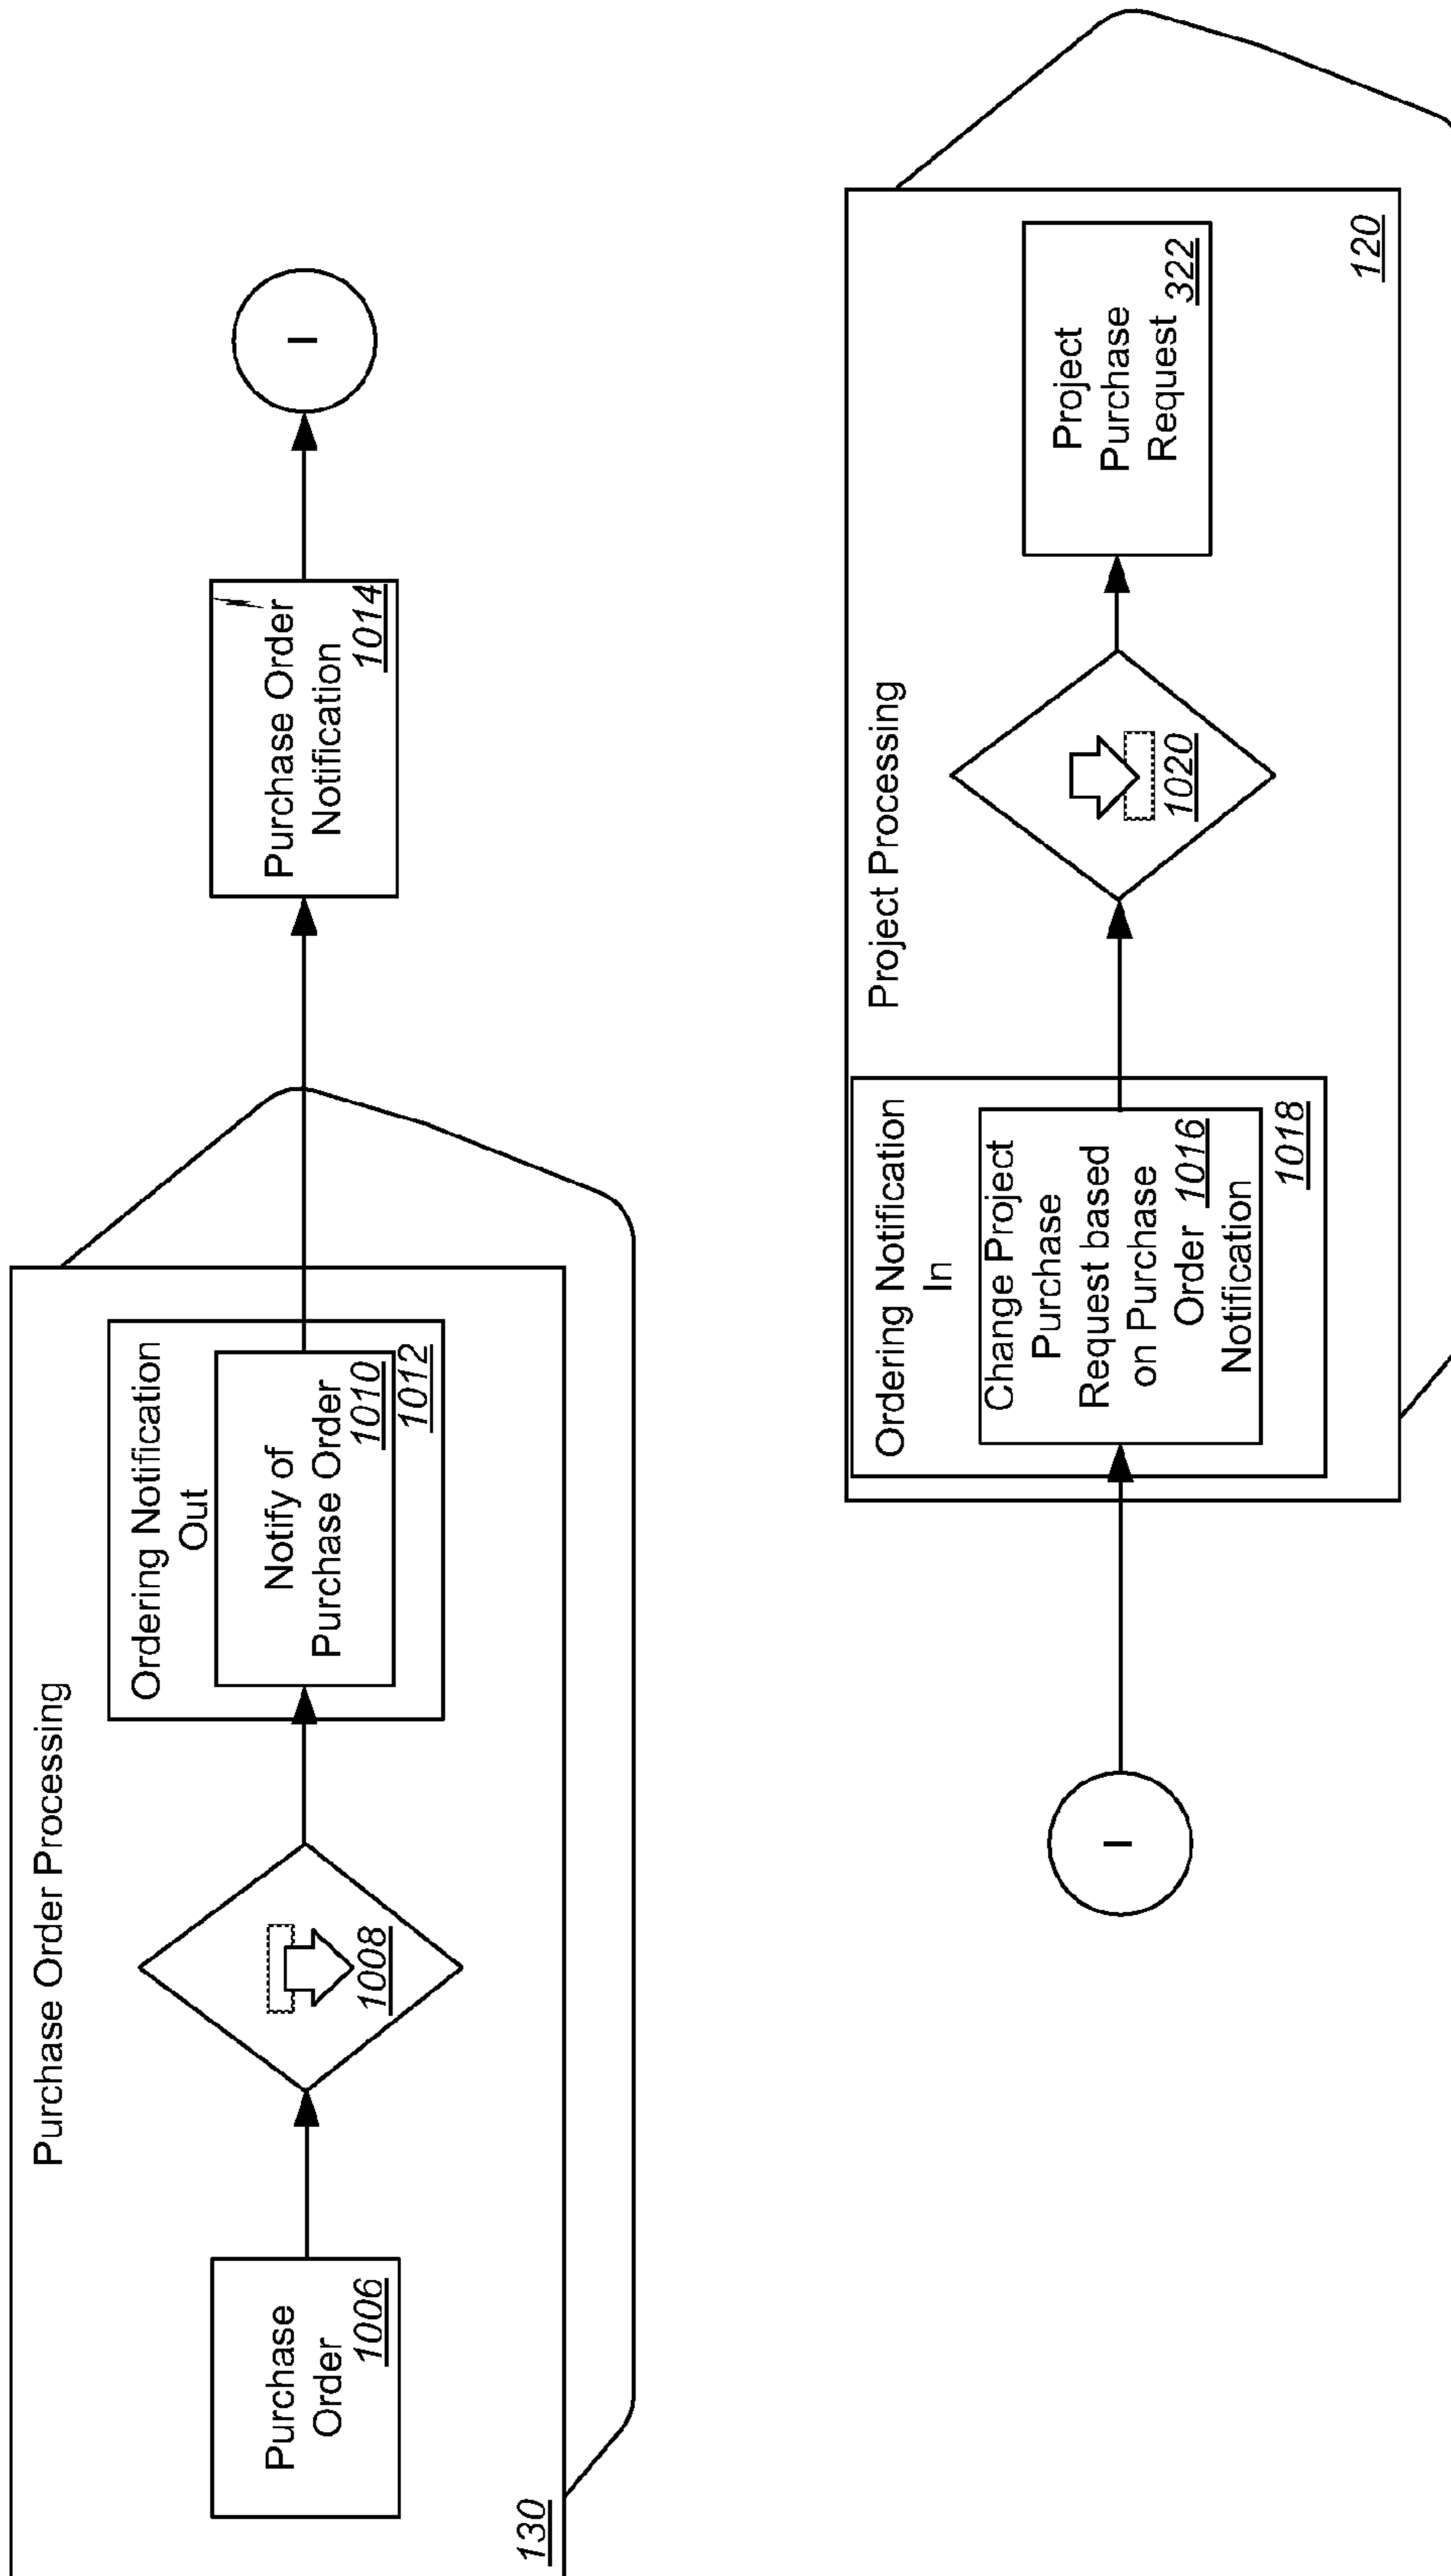 Purchase Order Processing
Purchase
Order
1006
1008
Ordering Notification
Out
Notify of
Purchase Order
1010
1012
Purchase Order
Notification
1014
I
130
I
Project Processing
Ordering Notification
In
Change Project
Purchase
Request based
on Purchase
Order 1016
Notification
1018
1020
Project
Purchase
Request 322
120